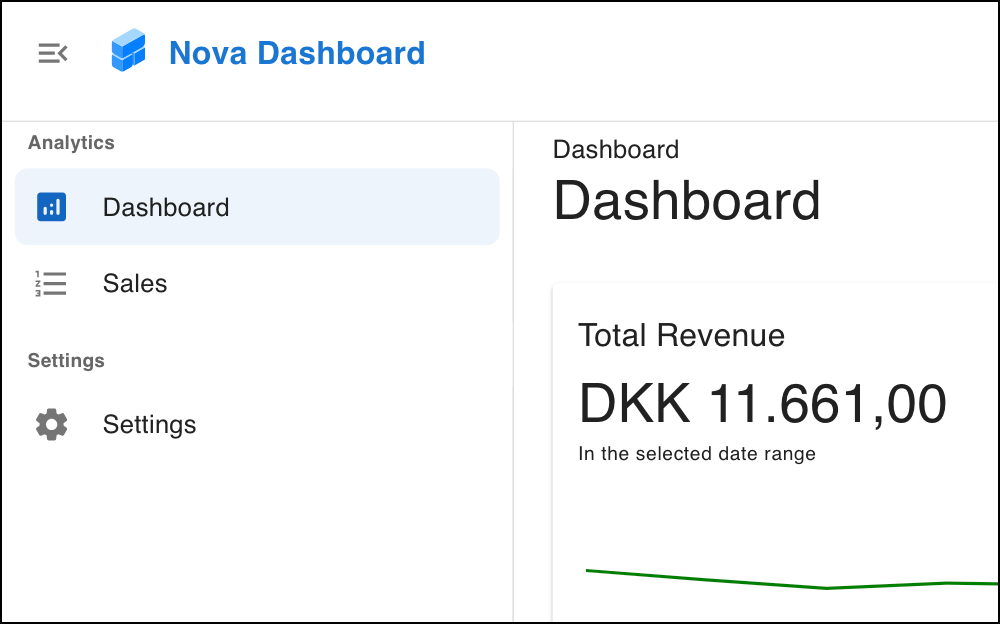 Nova Dashboard
Analytics
Dashboard
Sales
Settings
Settings
Dashboard
Dashboard
Total Revenue
DKK 11.661,00
In the selected date range